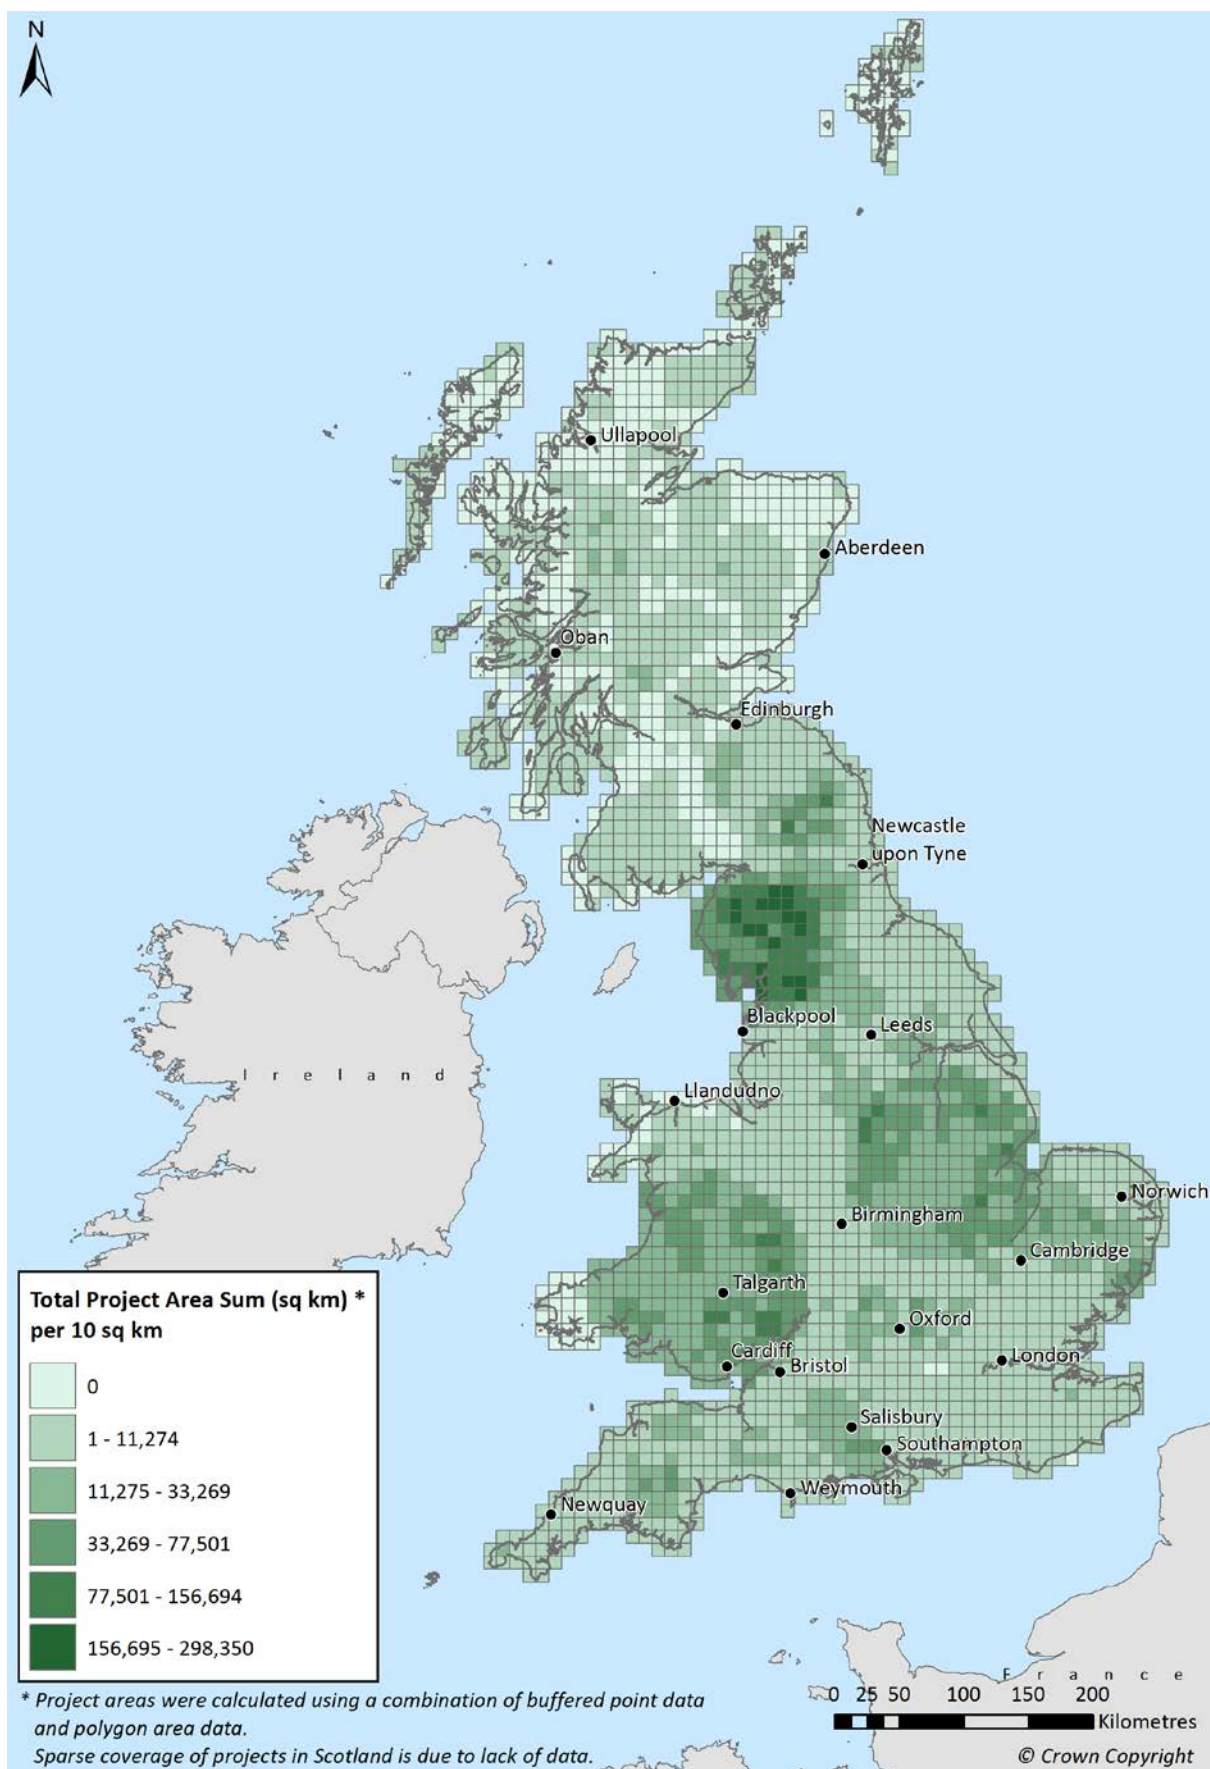 N
Ullapool
Aberdeen
Oban
Edinburgh
Newcastle
upon Tyne
Blackpool
Leeds
Ireland
Llandudno
Norwich
Birmingham
Cambridge
Talgarth
Oxford
Cardiff
Bristol
London
Salisbury
Southampton
Weymouth
Newquay
Total Project Area Sum (sq km) *
per 10 sq km
0
1 - 11,274
11,275 - 33,269
33,269 - 77,501
77,501 - 156,694
156,695 - 298,350
France
0 25 50 100 150 200
Kilometres
* Project areas were calculated using a combination of buffered point data
and polygon area data.
Sparse coverage of projects in Scotland is due to lack of data.
© Crown Copyright